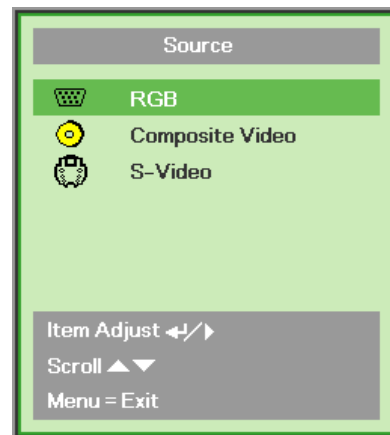 Source
RGB
Composite Video
S-Video
Item Adjust ↵/▶
Scroll ▲▼
Menu = Exit